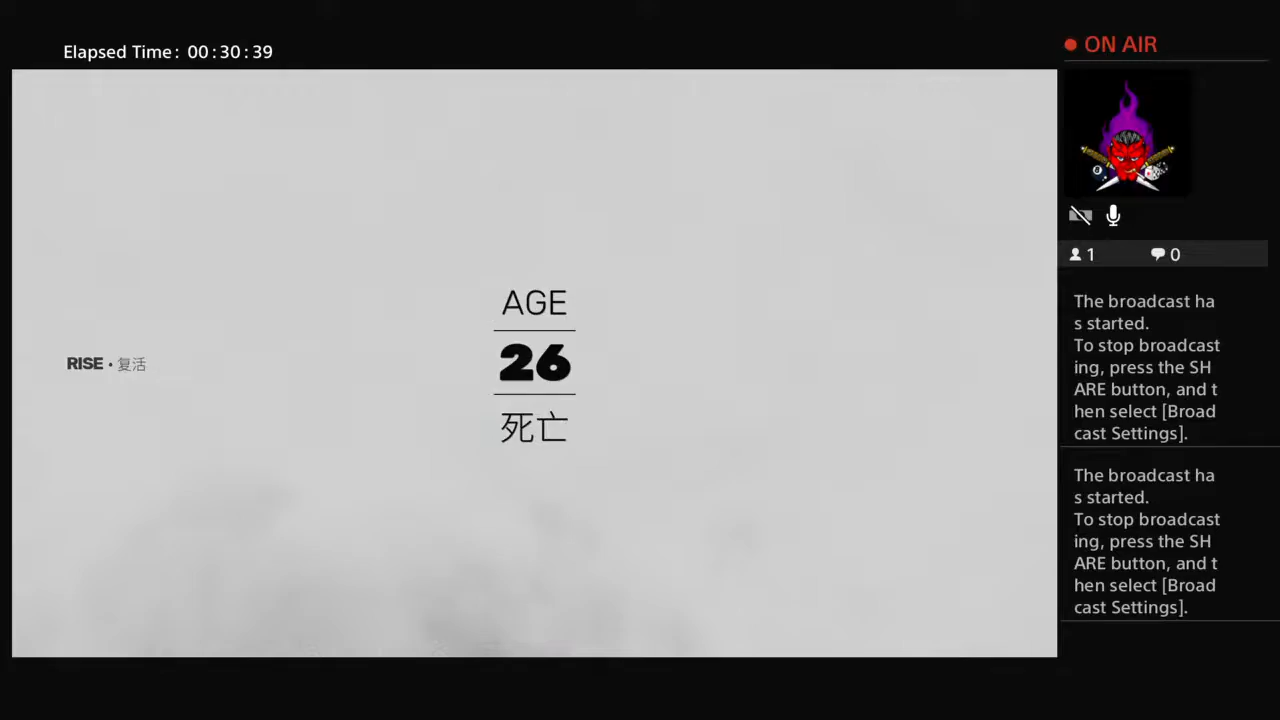 Elapsed Time: 00:30:39
ON AIR
1 0
AGE
26
死亡
RISE • 复活
The broadcast ha
s started.
To stop broadcast
ing, press the SH
ARE button, and t
hen select [Broad
cast Settings].
The broadcast ha
s started.
To stop broadcast
ing, press the SH
ARE button, and t
hen select [Broad
cast Settings].